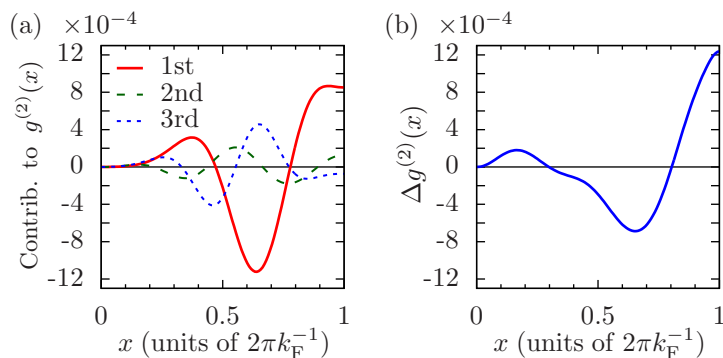 (a)
×10⁻⁴
Contrib. to g⁽²⁾(x)
12
8
4
0
-4
-8
-12
1st
2nd
3rd
0 0.5 1
x (units of 2πk_F⁻¹)
(b)
×10⁻⁴
Δg⁽²⁾(x)
12
8
4
0
-4
-8
-12
0 0.5 1
x (units of 2πk_F⁻¹)